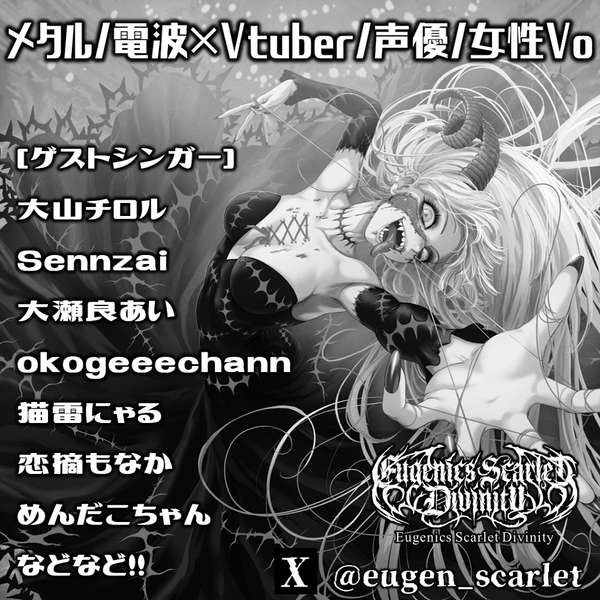 メタル/電波×Vtuber/声優/女性Vo
[ゲストシンガー]
大山チロル
Sennzai
大瀬良あい
okogeeechann
猫雷にゃる
恋摘もなか
めんだこちゃん
などなど!!
Eugenics Scarlet
Divinity
Eugenics Scarlet Divinity
X @eugen_scarlet